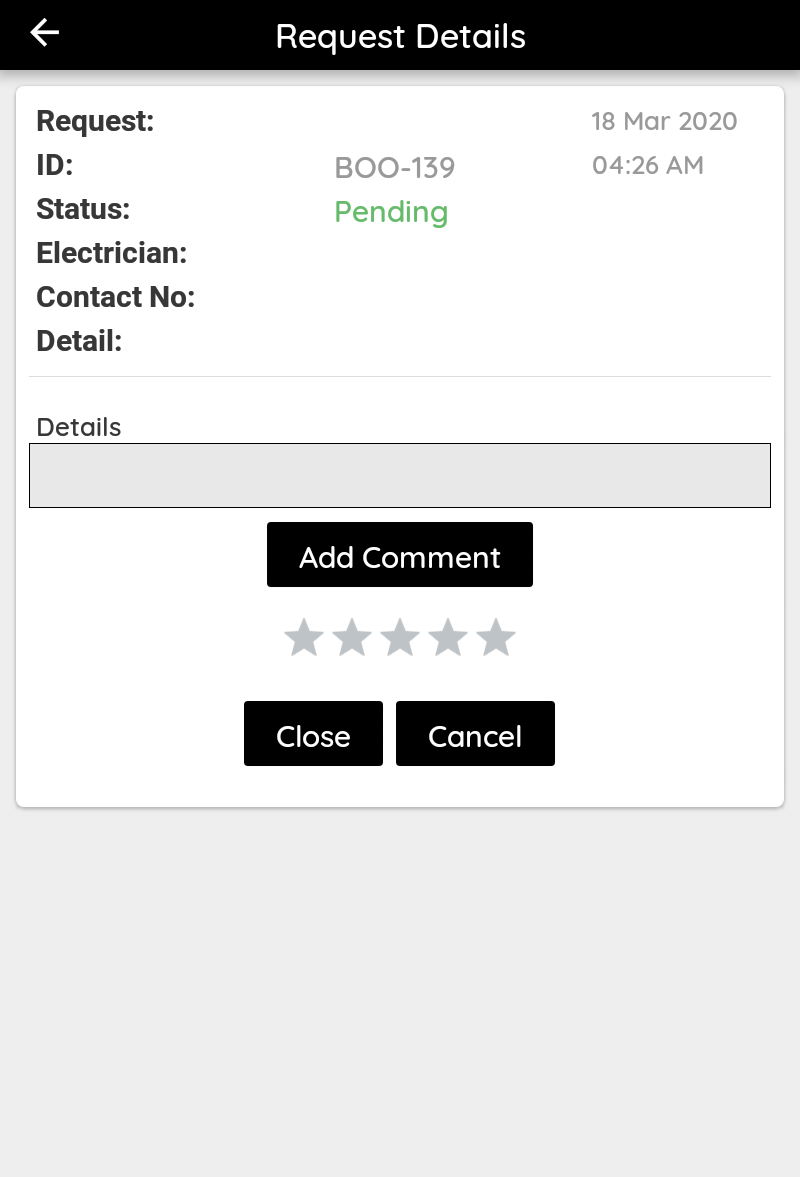 Request Details
Request: 18 Mar 2020
ID: BOO-139 04:26 AM
Status: Pending
Electrician:
Contact No:
Detail:
Details
Add Comment
Close Cancel